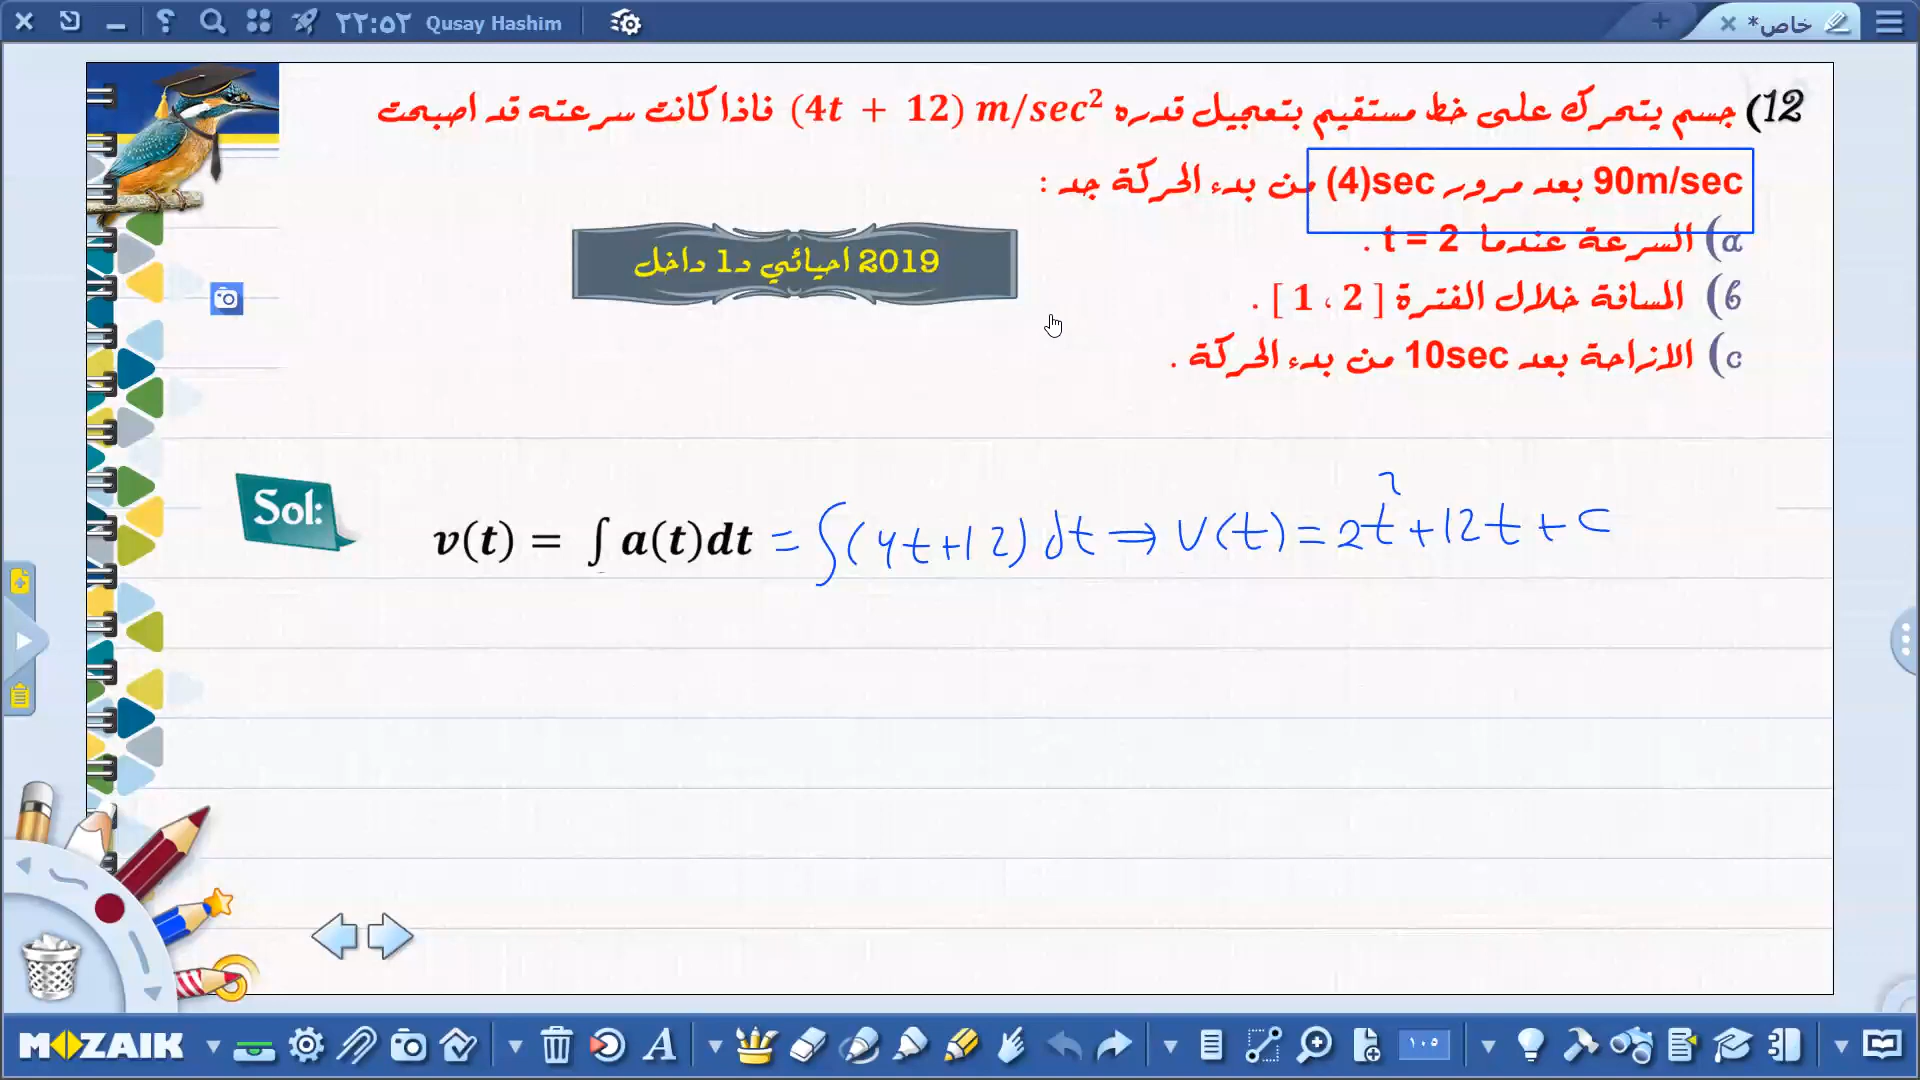 ٢٢:٥٢ Qusay Hashim
خاص*
12) جسم يتحرك على خط مستقيم بتعجيل قدره (4t + 12) m/sec² فاذا كانت سرعته قد اصبحت
90m/sec بعد مرور (4)sec من بدء الحركة جد :
a) السرعة عندما t = 2 .
2019 احيائي د1 داخل
b) المسافة خلال الفترة [ 1 ، 2 ] .
c) الازاحة بعد 10sec من بدء الحركة .
Sol:
v(t) = ∫ a(t)dt = ∫(4t+12) dt ⇒ V(t) = 2t²+12t+c
MOZAIK
A
١٠٥